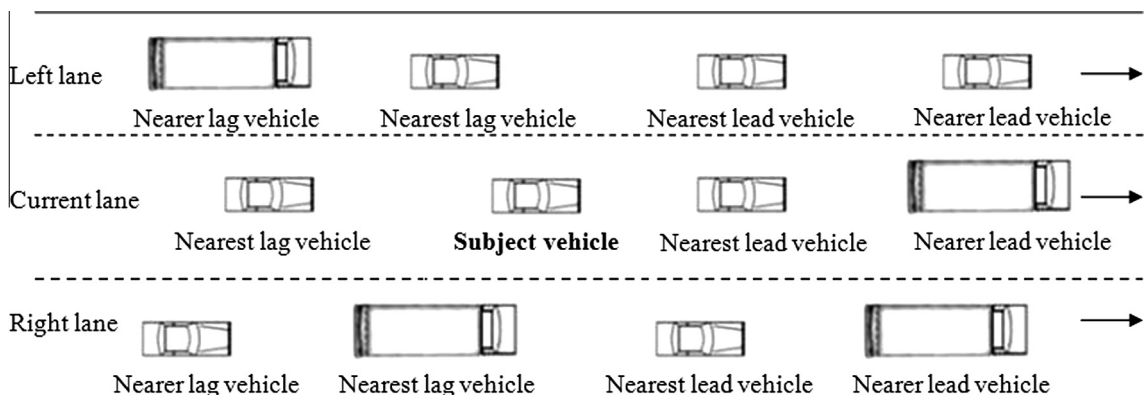 Left lane
Nearer lag vehicle Nearest lag vehicle Nearest lead vehicle Nearer lead vehicle
Current lane
Nearest lag vehicle Subject vehicle Nearest lead vehicle Nearer lead vehicle
Right lane
Nearer lag vehicle Nearest lag vehicle Nearest lead vehicle Nearer lead vehicle